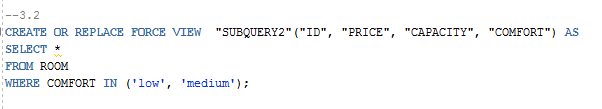 --3.2
CREATE OR REPLACE FORCE VIEW "SUBQUERY2"("ID", "PRICE", "CAPACITY", "COMFORT") AS
SELECT *
FROM ROOM
WHERE COMFORT IN ('low', 'medium');